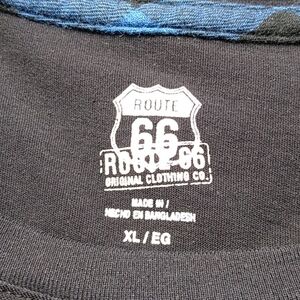 ROUTE
66
ROUTE 66
ORIGINAL CLOTHING CO.
MADE IN /
HECHO EN BANGLADESH
XL / EG